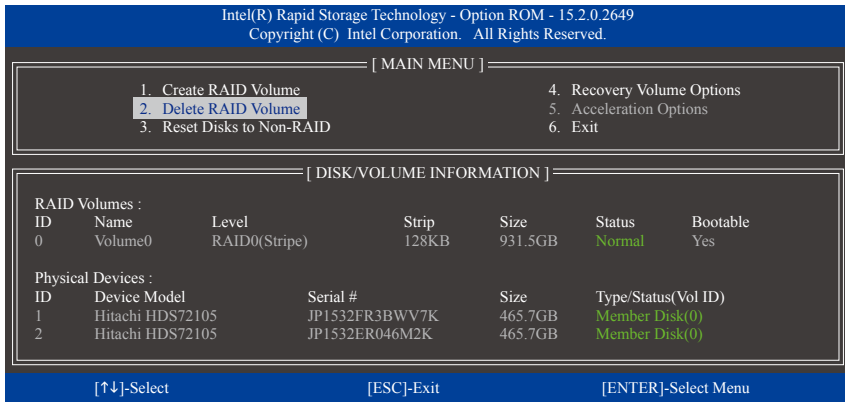 Intel(R) Rapid Storage Technology - Option ROM - 15.2.0.2649
Copyright (C) Intel Corporation. All Rights Reserved.
[ MAIN MENU ]
1. Create RAID Volume 4. Recovery Volume Options
2. Delete RAID Volume 5. Acceleration Options
3. Reset Disks to Non-RAID 6. Exit
[ DISK/VOLUME INFORMATION ]
RAID Volumes :
ID Name Level Strip Size Status Bootable
0 Volume0 RAID0(Stripe) 128KB 931.5GB Normal Yes
Physical Devices :
ID Device Model Serial # Size Type/Status(Vol ID)
1 Hitachi HDS72105 JP1532FR3BWV7K 465.7GB Member Disk(0)
2 Hitachi HDS72105 JP1532ER046M2K 465.7GB Member Disk(0)
[↑↓]-Select [ESC]-Exit [ENTER]-Select Menu